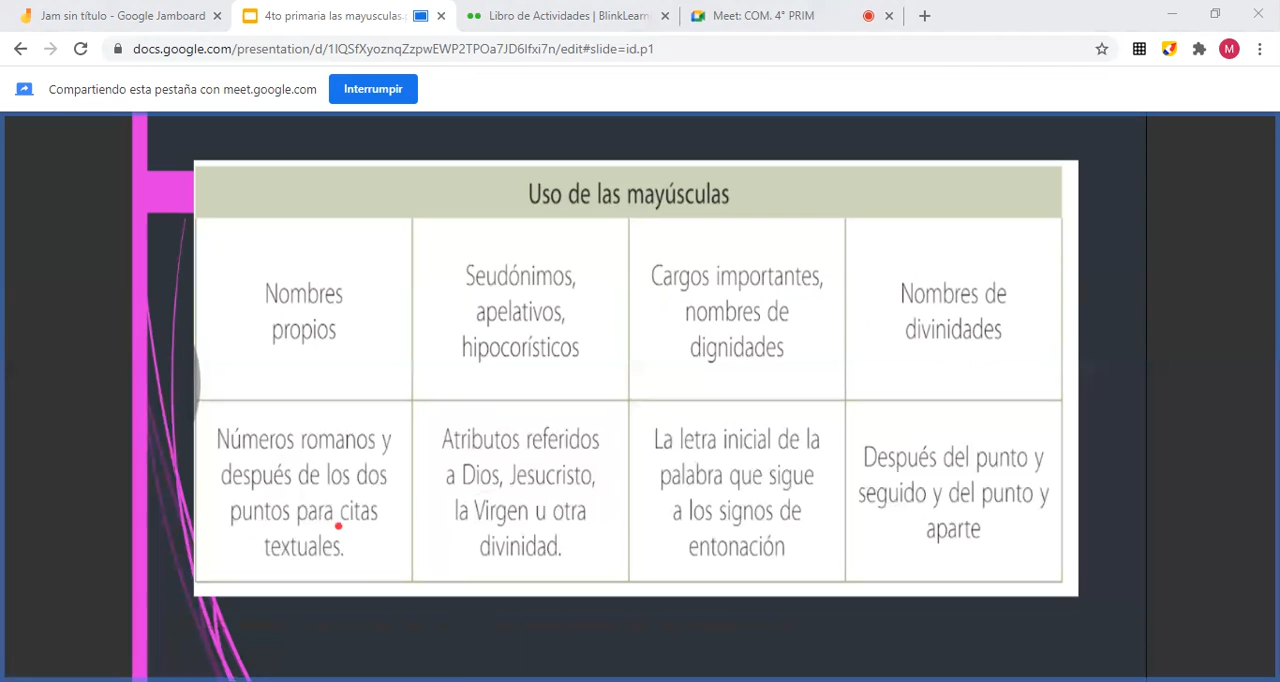 Jam sin título - Google Jamboard
4to primaria las mayusculas.
Libro de Actividades | BlinkLearn
Meet: COM. 4° PRIM
docs.google.com/presentation/d/1IQSfXyoznqZzpwEWP2TPOa7JD6Ifxi7n/edit#slide=id.p1
M
Compartiendo esta pestaña con meet.google.com
Interrumpir
Uso de las mayúsculas
Nombres
propios
Seudónimos,
apelativos,
hipocorísticos
Cargos importantes,
nombres de
dignidades
Nombres de
divinidades
Números romanos y
después de los dos
puntos para citas
textuales.
Atributos referidos
a Dios, Jesucristo,
la Virgen u otra
divinidad.
La letra inicial de la
palabra que sigue
a los signos de
entonación
Después del punto y
seguido y del punto y
aparte